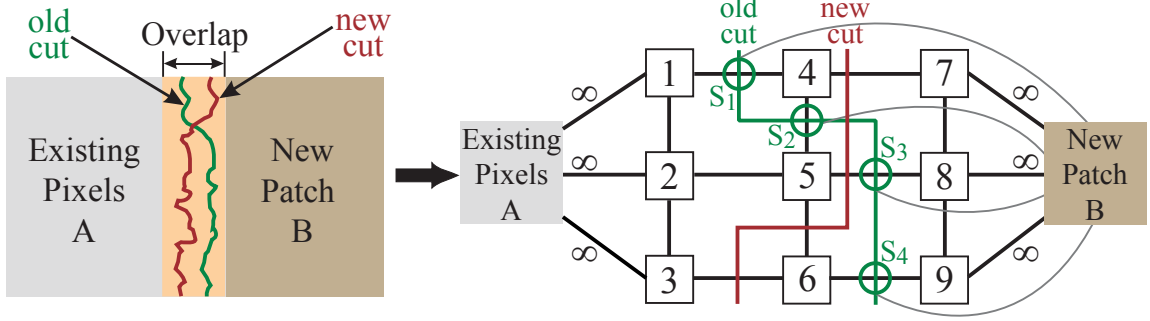 old
cut
Overlap
new
cut
Existing
Pixels
A
New
Patch
B
old
cut
new
cut
1
4
7
S1
∞
∞
S2
Existing
Pixels
A
∞
2
5
S3
8
∞
New
Patch
B
∞
∞
S4
3
6
9